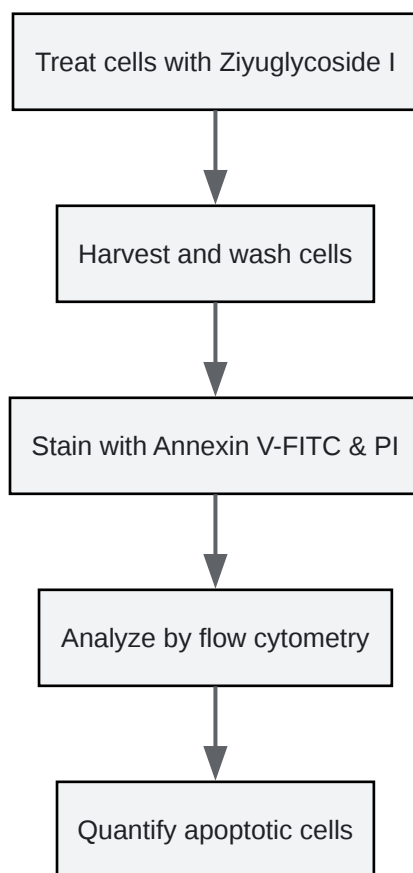 Treat cells with Ziyuglycoside I
Harvest and wash cells
Stain with Annexin V-FITC & PI
Analyze by flow cytometry
Quantify apoptotic cells